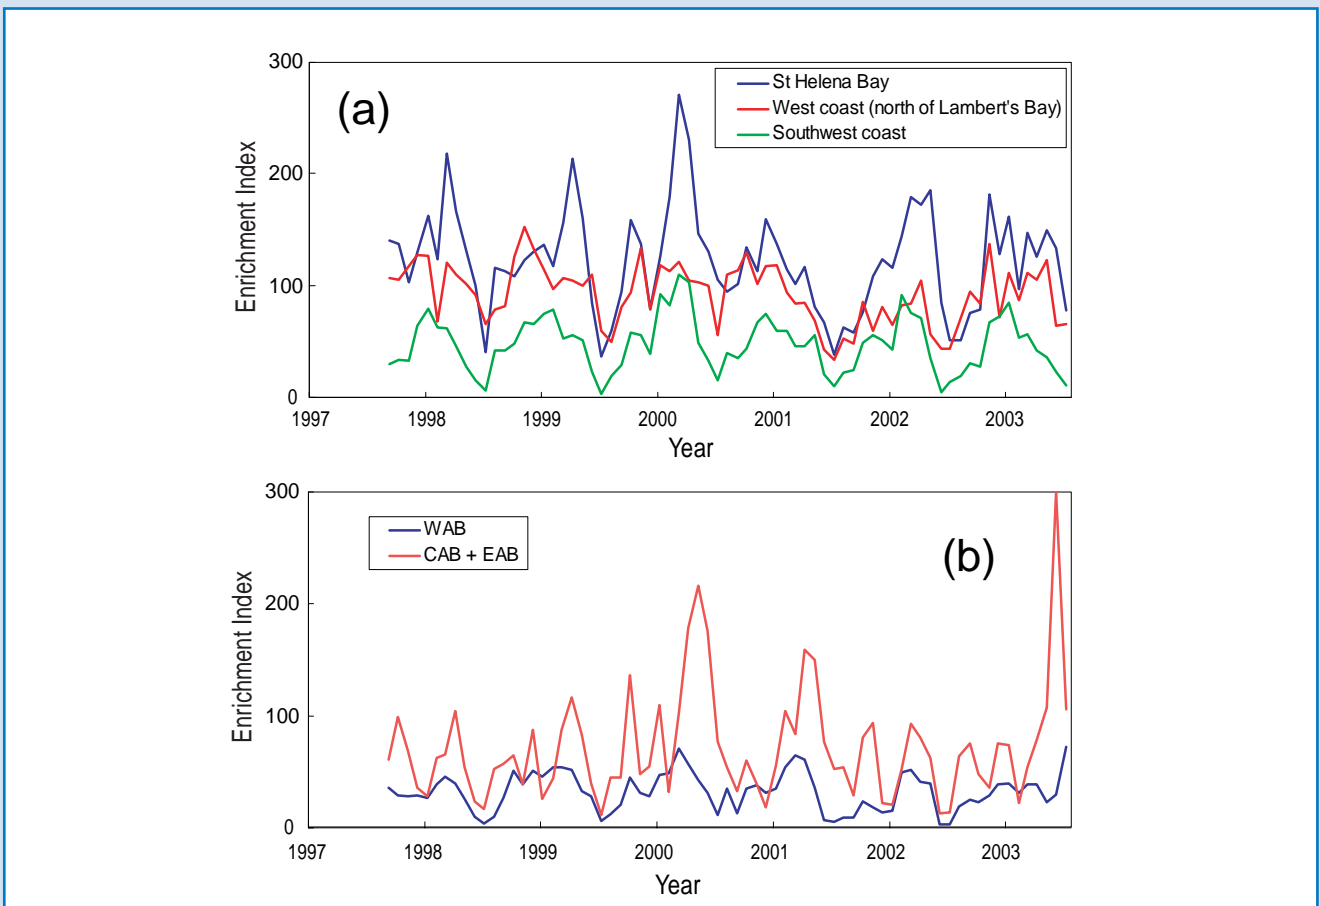 300
(a)
St Helena Bay
West coast (north of Lambert's Bay)
Southwest coast
200
Enrichment Index
100
0
1997 1998 1999 2000 2001 2002 2003
Year
300
WAB
CAB + EAB
(b)
200
Enrichment Index
100
0
1997 1998 1999 2000 2001 2002 2003
Year